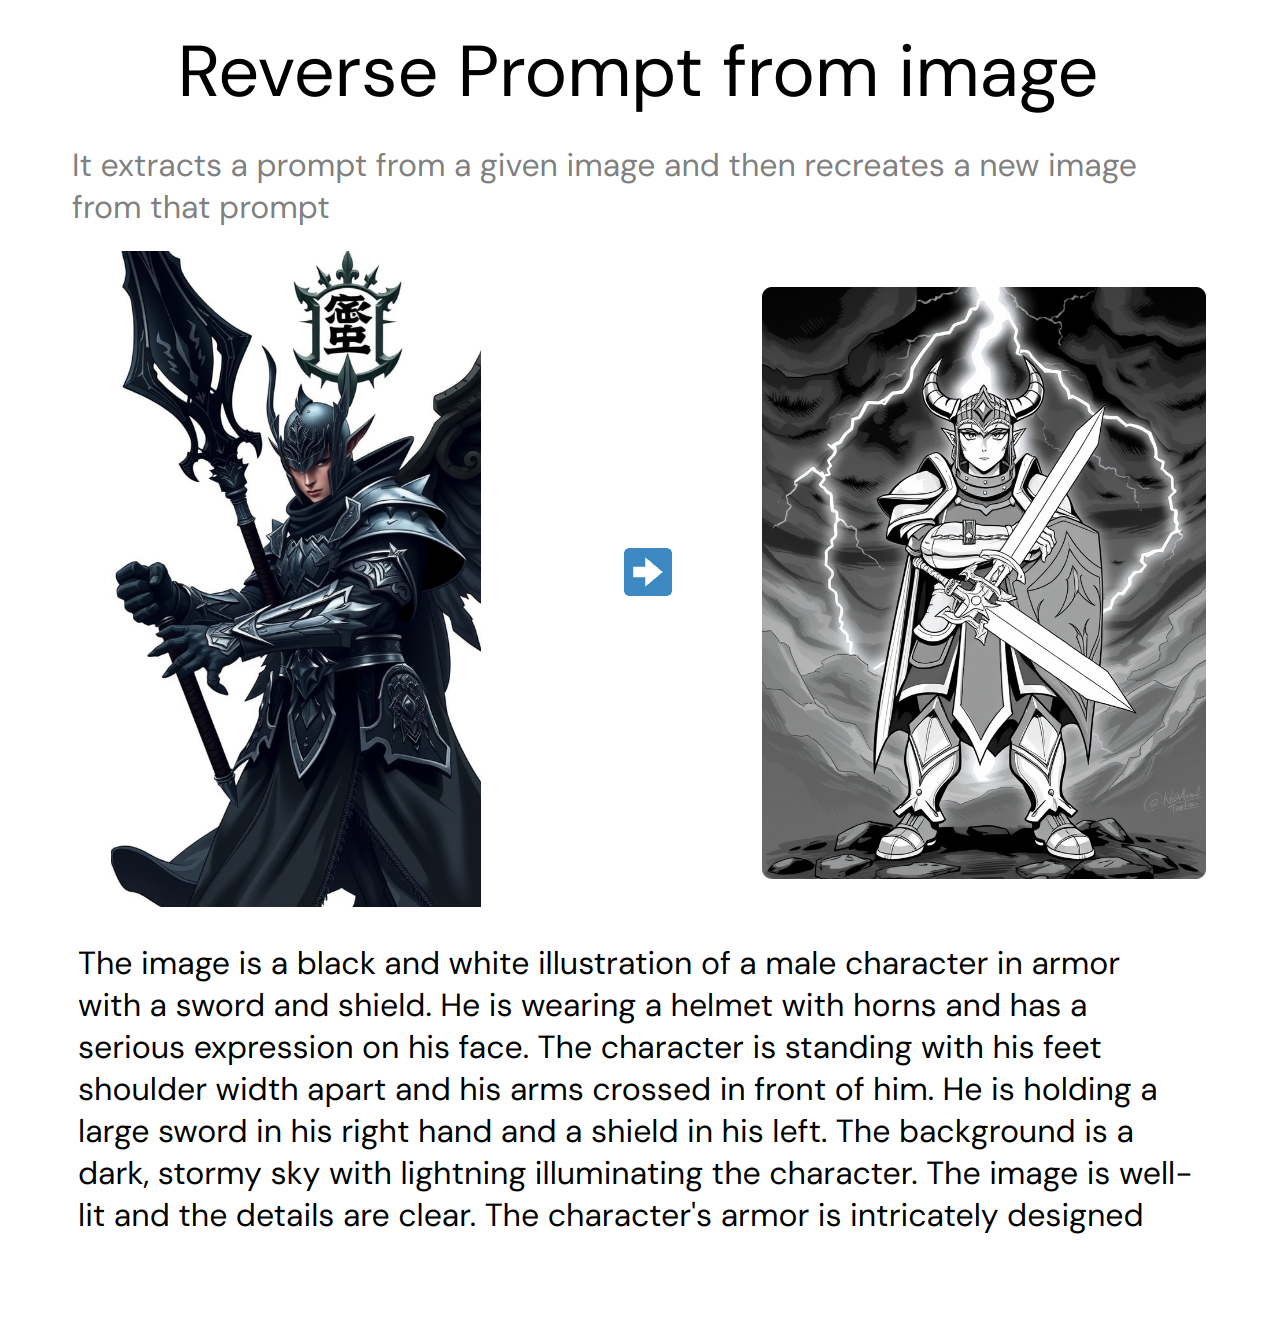 Reverse Prompt from image
It extracts a prompt from a given image and then recreates a new image
from that prompt
The image is a black and white illustration of a male character in armor
with a sword and shield. He is wearing a helmet with horns and has a
serious expression on his face. The character is standing with his feet
shoulder width apart and his arms crossed in front of him. He is holding a
large sword in his right hand and a shield in his left. The background is a
dark, stormy sky with lightning illuminating the character. The image is well-
lit and the details are clear. The character's armor is intricately designed